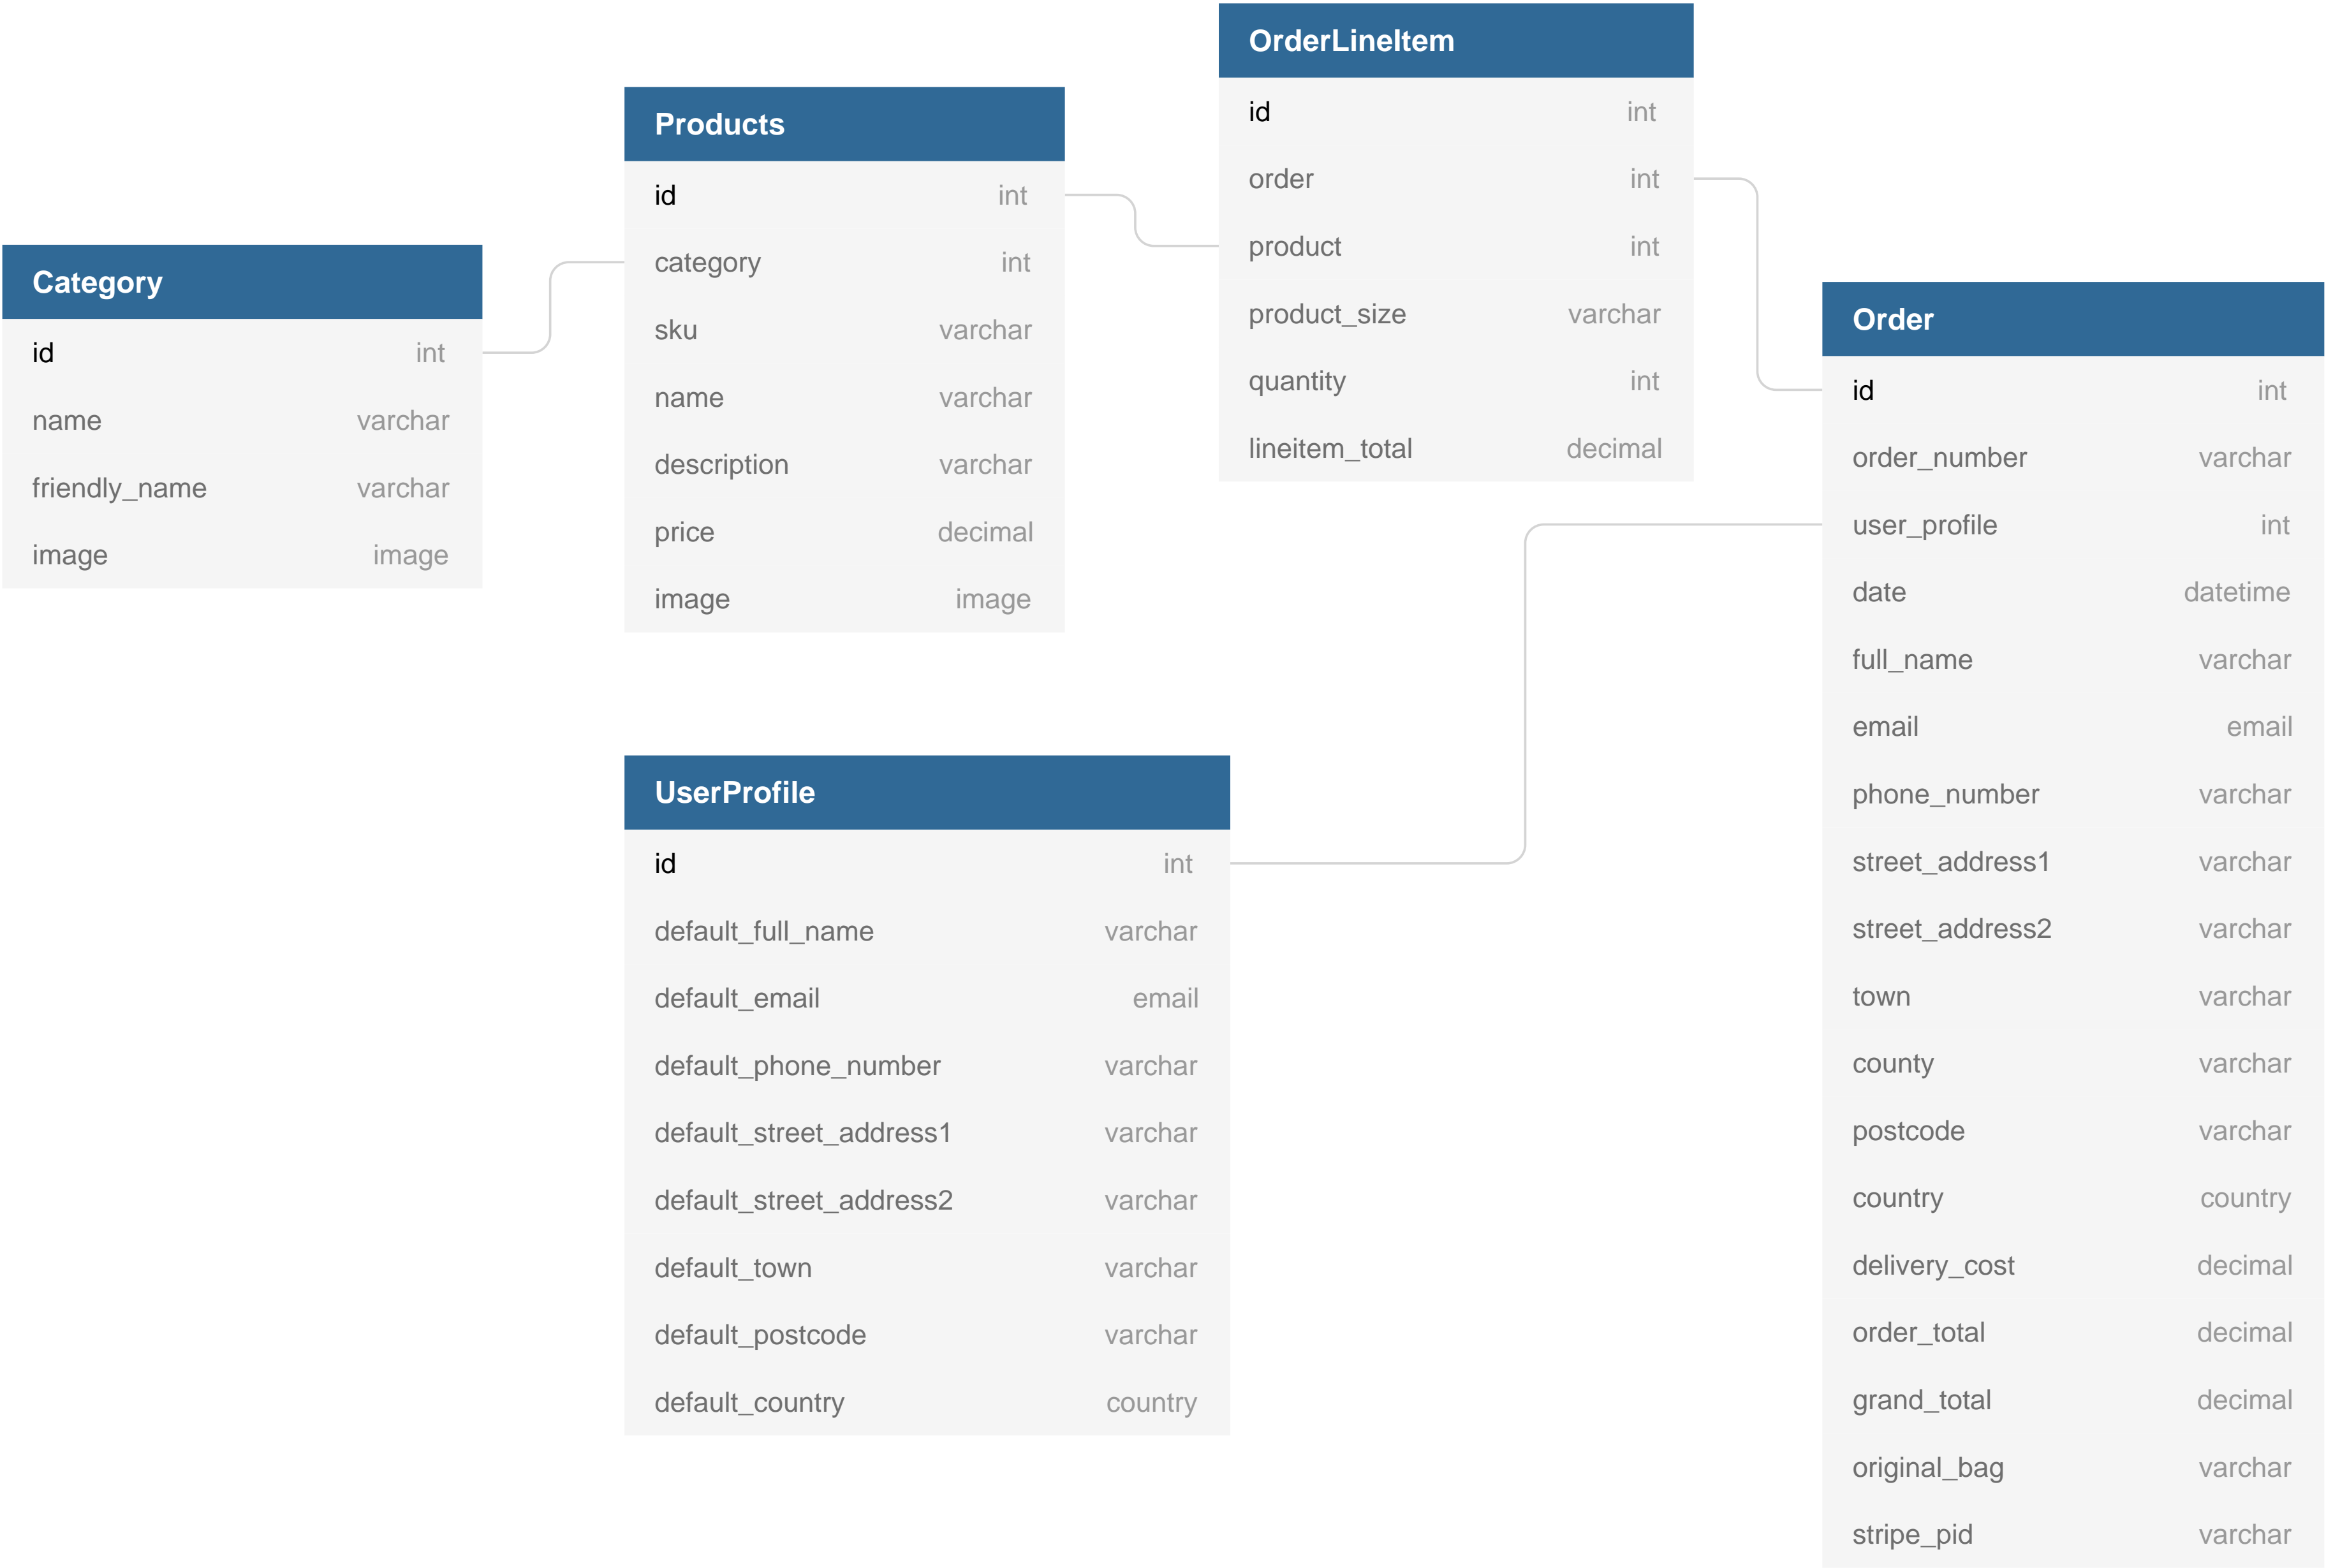 Category
id int
name varchar
friendly_name varchar
image image
Products
id int
category int
sku varchar
name varchar
description varchar
price decimal
image image
OrderLineItem
id int
order int
product int
product_size varchar
quantity int
lineitem_total decimal
UserProfile
id int
default_full_name varchar
default_email email
default_phone_number varchar
default_street_address1 varchar
default_street_address2 varchar
default_town varchar
default_postcode varchar
default_country country
Order
id int
order_number varchar
user_profile int
date datetime
full_name varchar
email email
phone_number varchar
street_address1 varchar
street_address2 varchar
town varchar
county varchar
postcode varchar
country country
delivery_cost decimal
order_total decimal
grand_total decimal
original_bag varchar
stripe_pid varchar